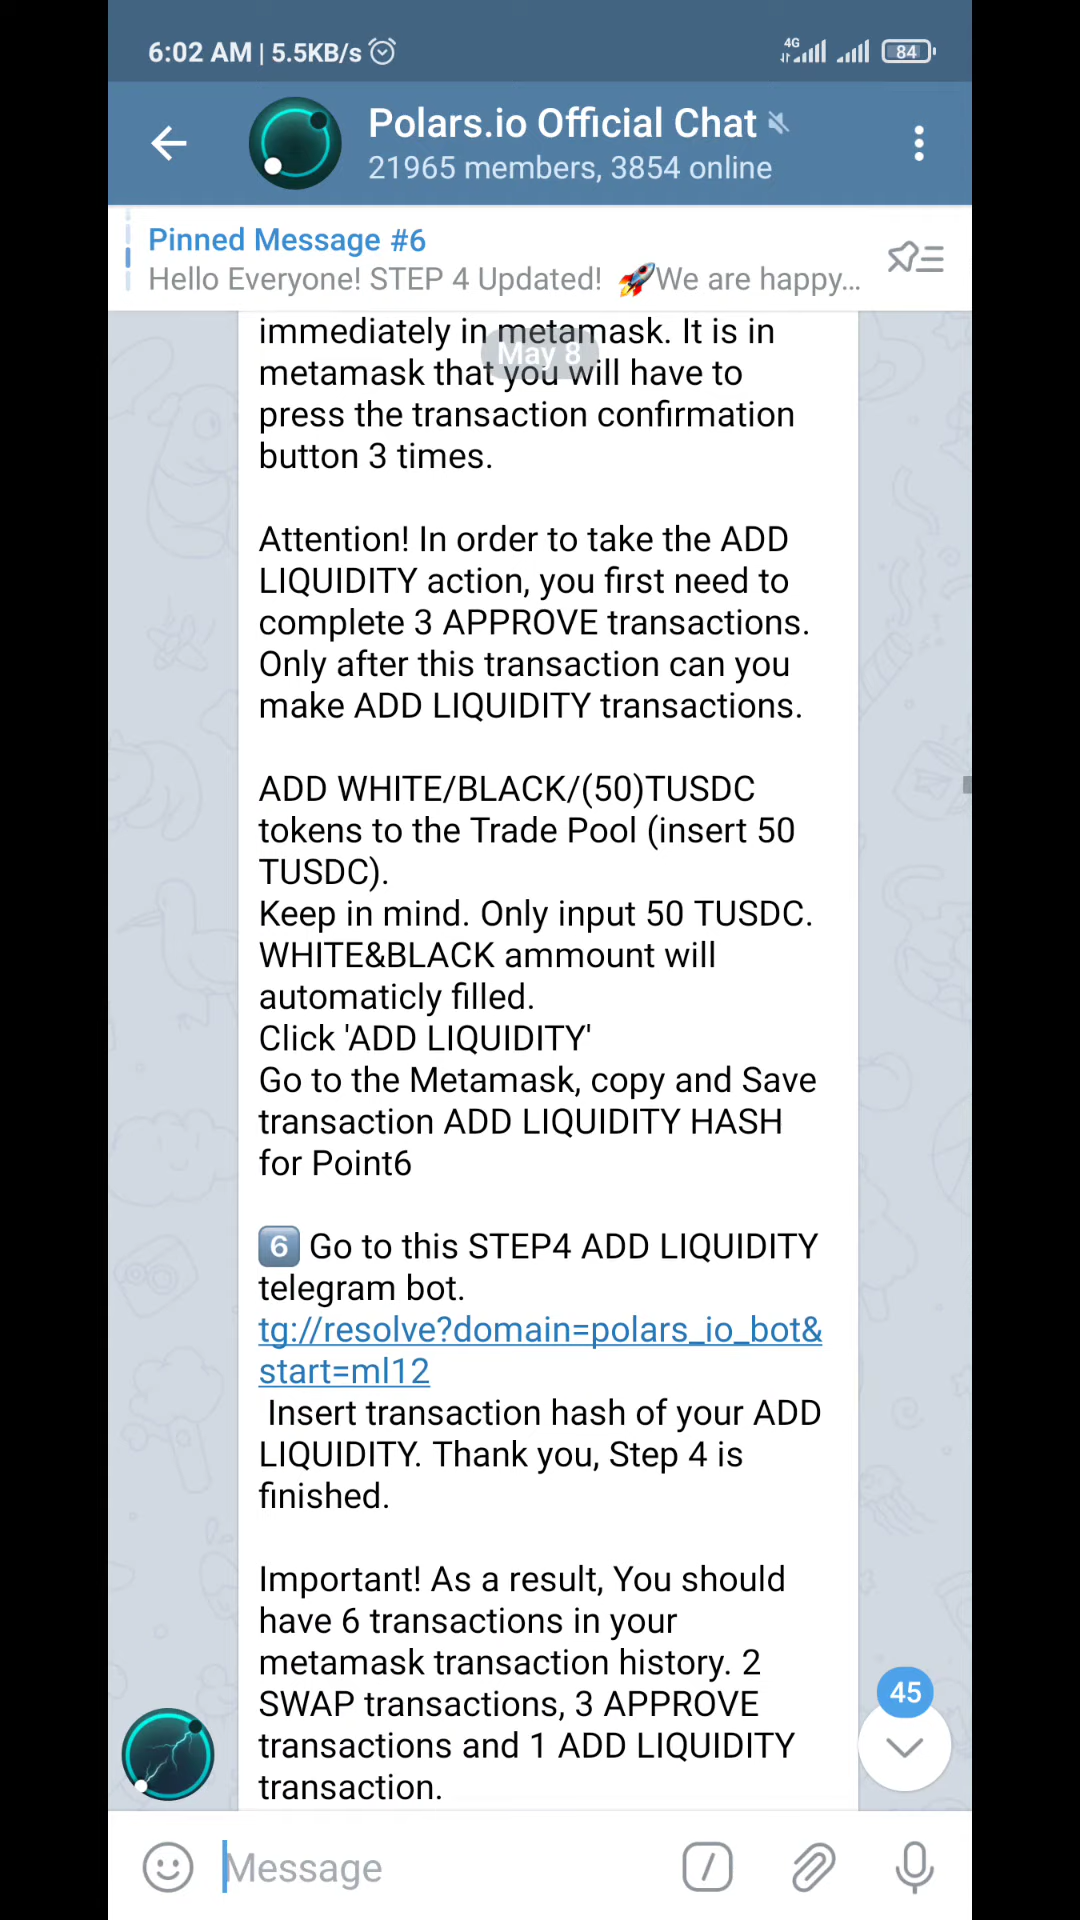 6:02 AM | 5.5KB/s
4G
84
Polars.io Official Chat
21965 members, 3854 online
Pinned Message #6
Hello Everyone! STEP 4 Updated! 🚀We are happy...
immediately in metamask. It is in
May 8
metamask that you will have to
press the transaction confirmation
button 3 times.
Attention! In order to take the ADD
LIQUIDITY action, you first need to
complete 3 APPROVE transactions.
Only after this transaction can you
make ADD LIQUIDITY transactions.
ADD WHITE/BLACK/(50)TUSDC
tokens to the Trade Pool (insert 50
TUSDC).
Keep in mind. Only input 50 TUSDC.
WHITE&BLACK ammount will
automaticly filled.
Click 'ADD LIQUIDITY'
Go to the Metamask, copy and Save
transaction ADD LIQUIDITY HASH
for Point6
6️⃣ Go to this STEP4 ADD LIQUIDITY
telegram bot.
tg://resolve?domain=polars_io_bot&
start=ml12
Insert transaction hash of your ADD
LIQUIDITY. Thank you, Step 4 is
finished.
Important! As a result, You should
have 6 transactions in your
metamask transaction history. 2
SWAP transactions, 3 APPROVE
transactions and 1 ADD LIQUIDITY
transaction.
45
Message